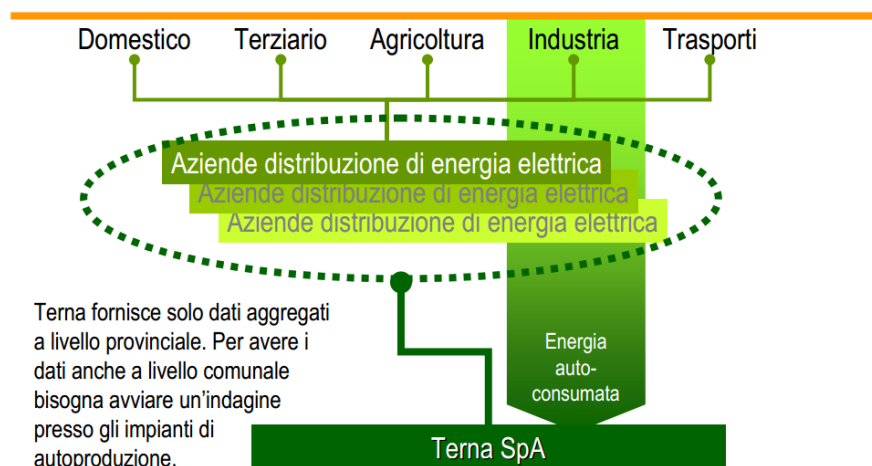 Domestico Terziario Agricoltura Industria Trasporti
Aziende distribuzione di energia elettrica
Aziende distribuzione di energia elettrica
Aziende distribuzione di energia elettrica
Terna fornisce solo dati aggregati
a livello provinciale. Per avere i
dati anche a livello comunale
bisogna avviare un'indagine
presso gli impianti di
autoproduzione.
Energia
auto-
consumata
Terna SpA